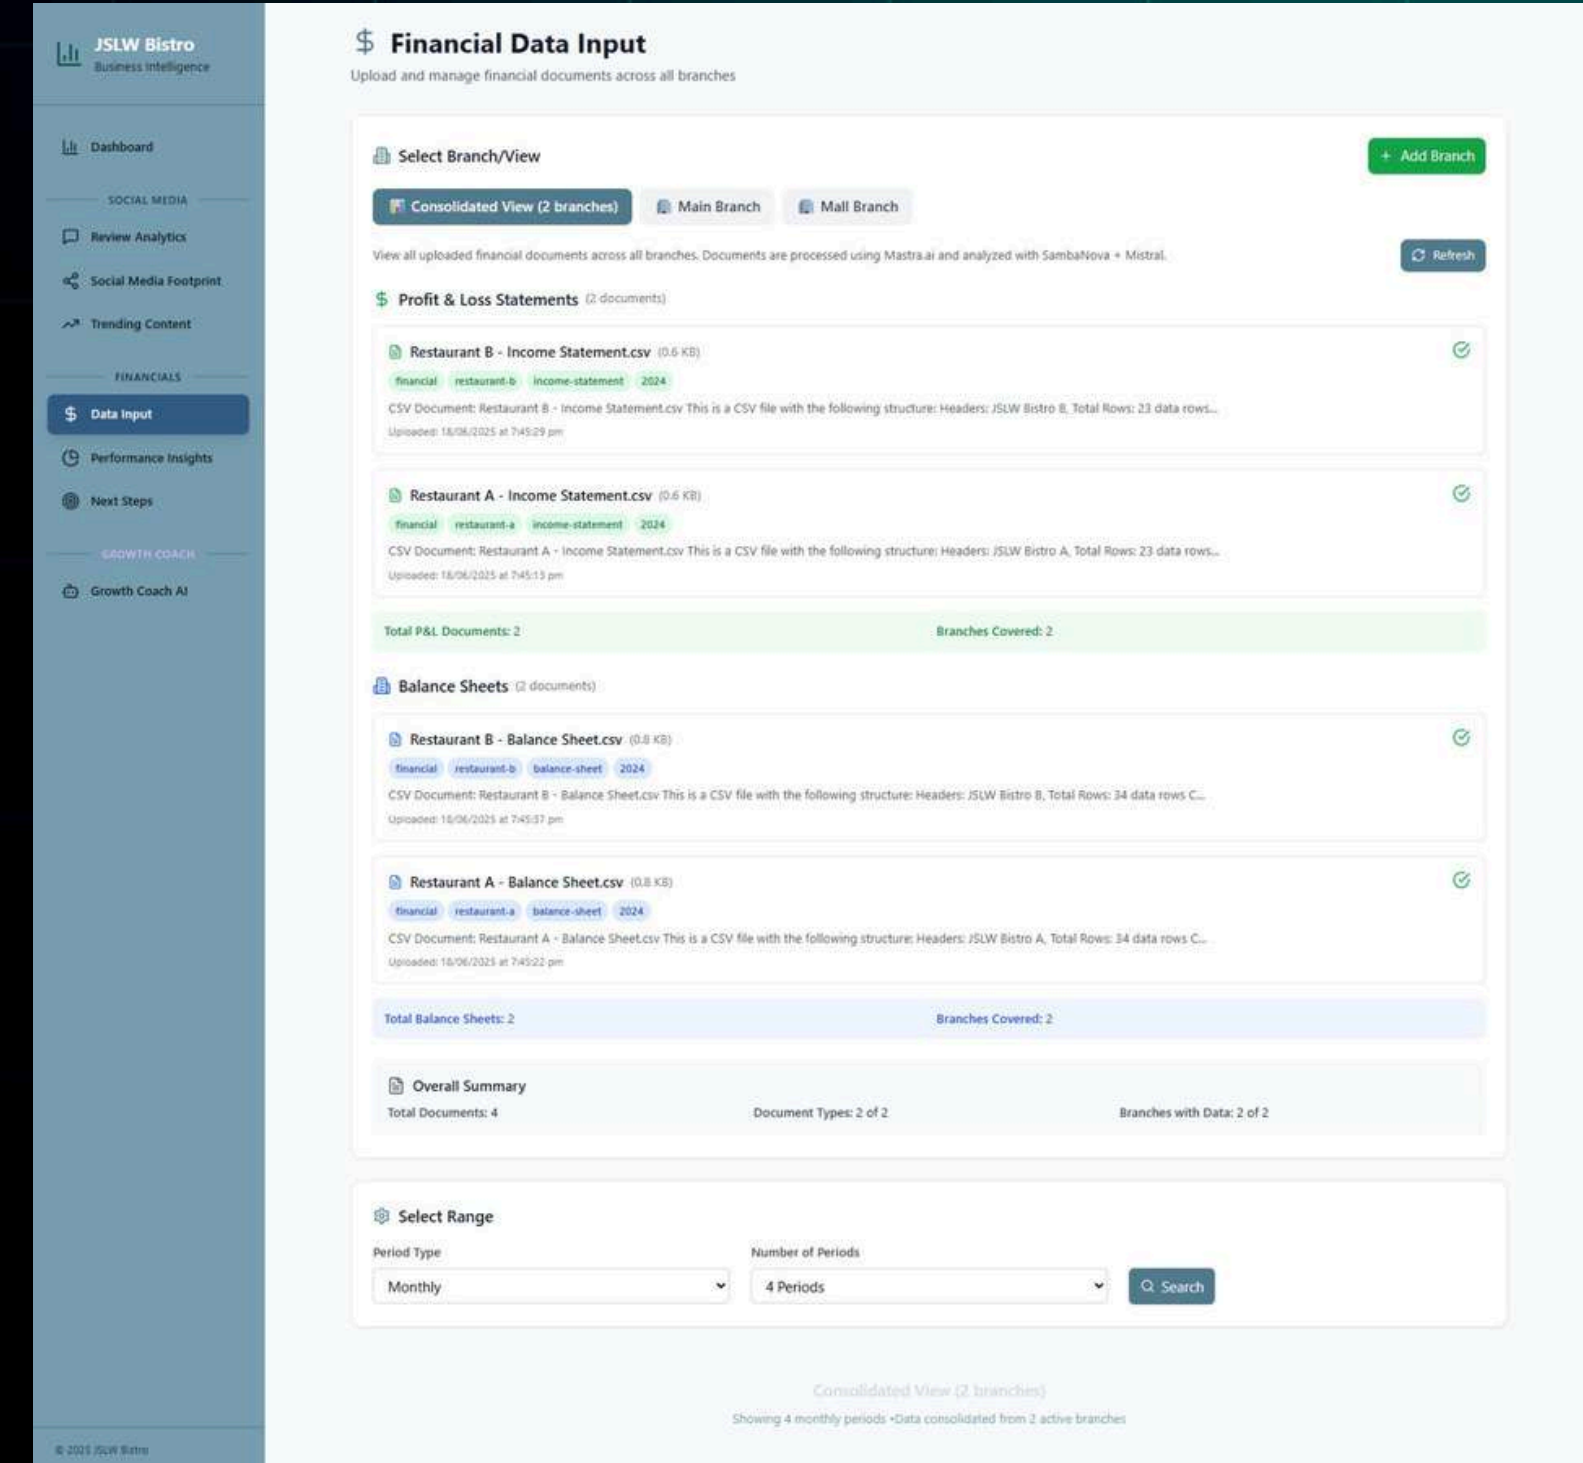 JSLW Bistro
Business Intelligence
Dashboard
SOCIAL MEDIA
Review Analytics
Social Media Footprint
Trending Content
FINANCIALS
Data Input
Performance Insights
Next Steps
GROWTH COACH
Growth Coach AI
© 2025 JSLW Bistro
$ Financial Data Input
Upload and manage financial documents across all branches
Select Branch/View
+ Add Branch
Consolidated View (2 branches)
Main Branch
Mall Branch
View all uploaded financial documents across all branches. Documents are processed using Mastra.ai and analyzed with SambaNova + Mistral.
Refresh
$ Profit & Loss Statements (2 documents)
Restaurant B - Income Statement.csv (0.6 KB)
financial restaurant-b income-statement 2024
CSV Document: Restaurant B - Income Statement.csv This is a CSV file with the following structure: Headers: JSLW Bistro B, Total Rows: 23 data rows...
Uploaded: 18/06/2025 at 7:45:29 pm
Restaurant A - Income Statement.csv (0.6 KB)
financial restaurant-a income-statement 2024
CSV Document: Restaurant A - Income Statement.csv This is a CSV file with the following structure: Headers: JSLW Bistro A, Total Rows: 23 data rows...
Uploaded: 18/06/2025 at 7:45:13 pm
Total P&L Documents: 2
Branches Covered: 2
Balance Sheets (2 documents)
Restaurant B - Balance Sheet.csv (0.8 KB)
financial restaurant-b balance-sheet 2024
CSV Document: Restaurant B - Balance Sheet.csv This is a CSV file with the following structure: Headers: JSLW Bistro B, Total Rows: 34 data rows C...
Uploaded: 18/06/2025 at 7:45:37 pm
Restaurant A - Balance Sheet.csv (0.8 KB)
financial restaurant-a balance-sheet 2024
CSV Document: Restaurant A - Balance Sheet.csv This is a CSV file with the following structure: Headers: JSLW Bistro A, Total Rows: 34 data rows C...
Uploaded: 18/06/2025 at 7:45:22 pm
Total Balance Sheets: 2
Branches Covered: 2
Overall Summary
Total Documents: 4
Document Types: 2 of 2
Branches with Data: 2 of 2
Select Range
Period Type
Number of Periods
Monthly
4 Periods
Search
Consolidated View (2 branches)
Showing 4 monthly periods •Data consolidated from 2 active branches